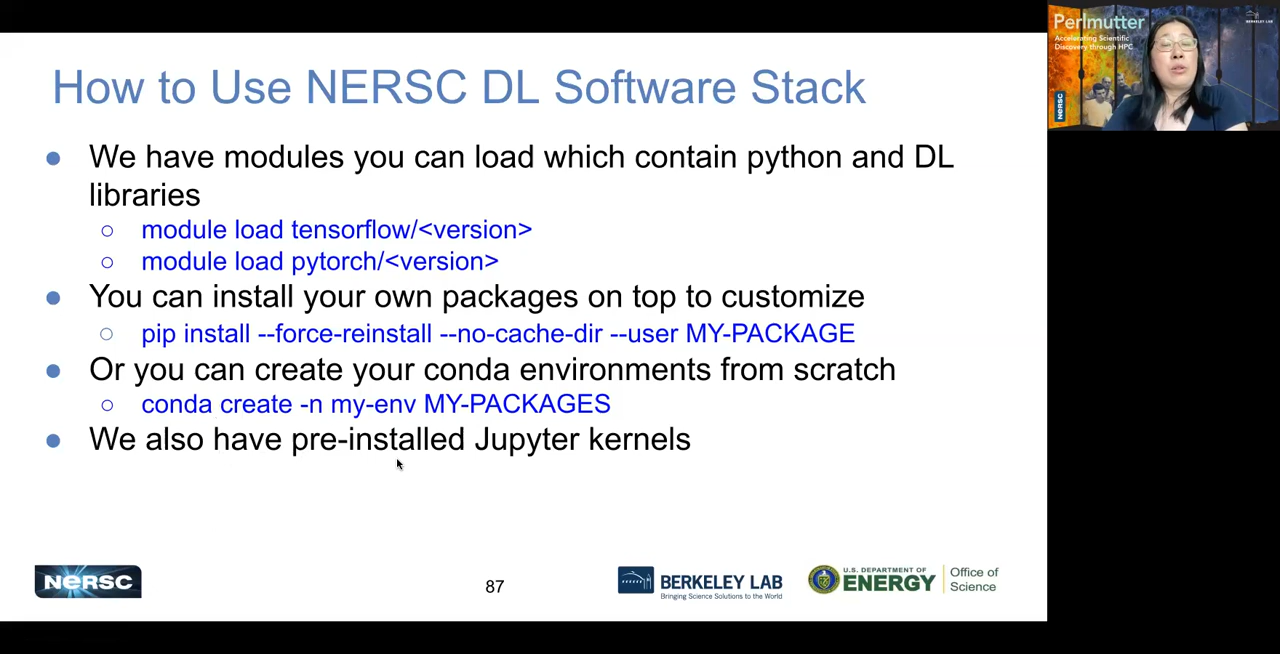 How to Use NERSC DL Software Stack
● We have modules you can load which contain python and DL
libraries
○ module load tensorflow/<version>
○ module load pytorch/<version>
● You can install your own packages on top to customize
○ pip install --force-reinstall --no-cache-dir --user MY-PACKAGE
● Or you can create your conda environments from scratch
○ conda create -n my-env MY-PACKAGES
● We also have pre-installed Jupyter kernels
NERSC
87
BERKELEY LAB
Bringing Science Solutions to the World
U.S. DEPARTMENT OF
ENERGY
Office of
Science
Perlmutter
Accelerating Scientific
Discovery through HPC
NERSC
BERKELEY LAB